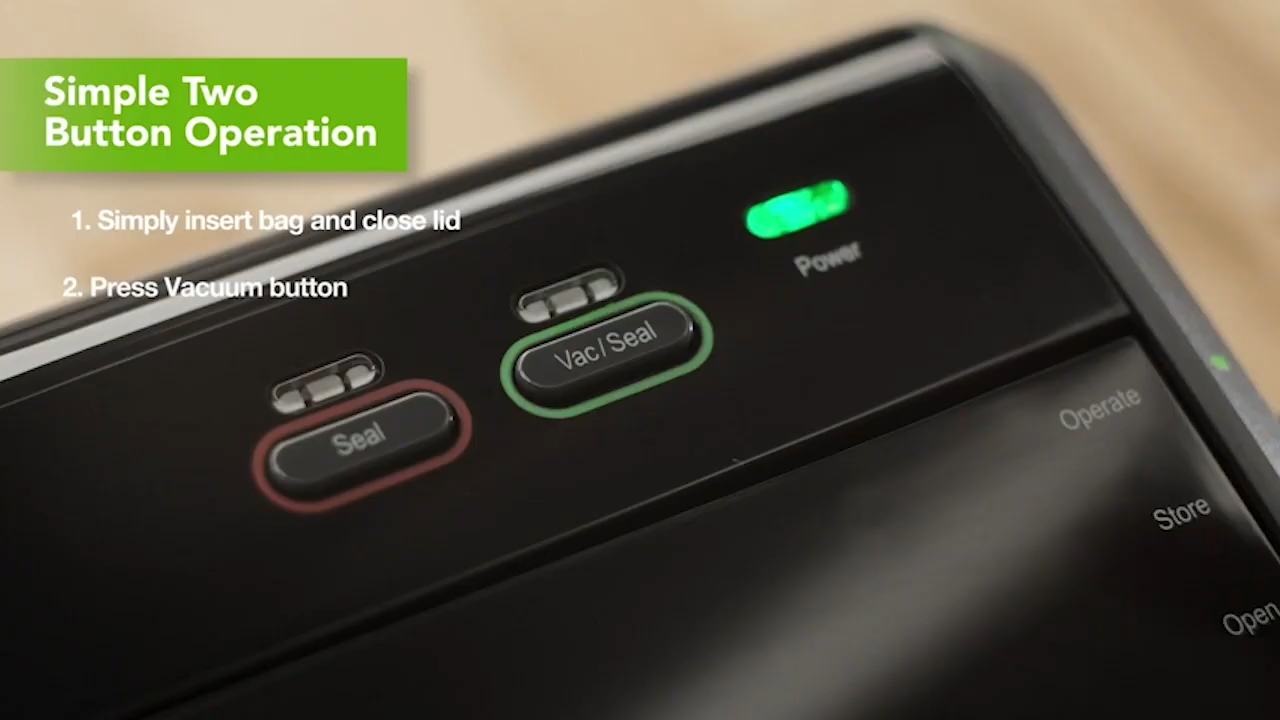 Simple Two
Button Operation
1. Simply insert bag and close lid
2. Press Vacuum button
Power
Vac / Seal
Seal
Operate
Store
Open